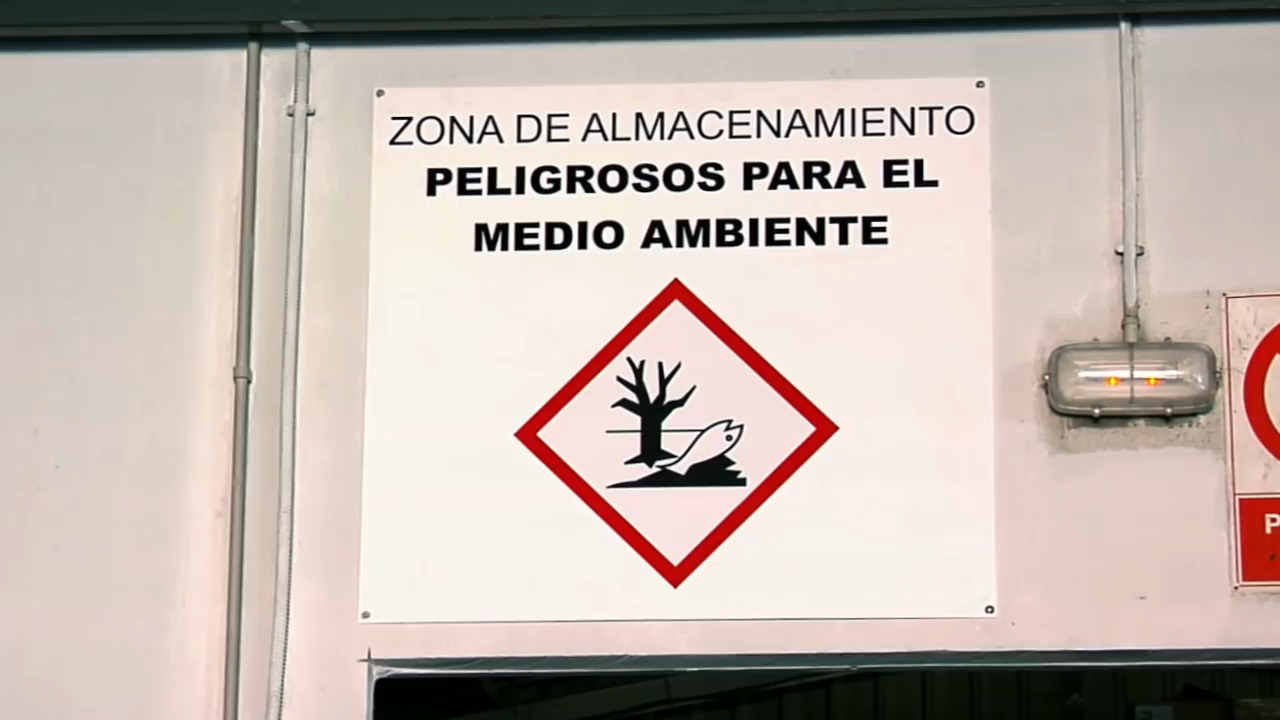 ZONA DE ALMACENAMIENTO
PELIGROSOS PARA EL
MEDIO AMBIENTE
P